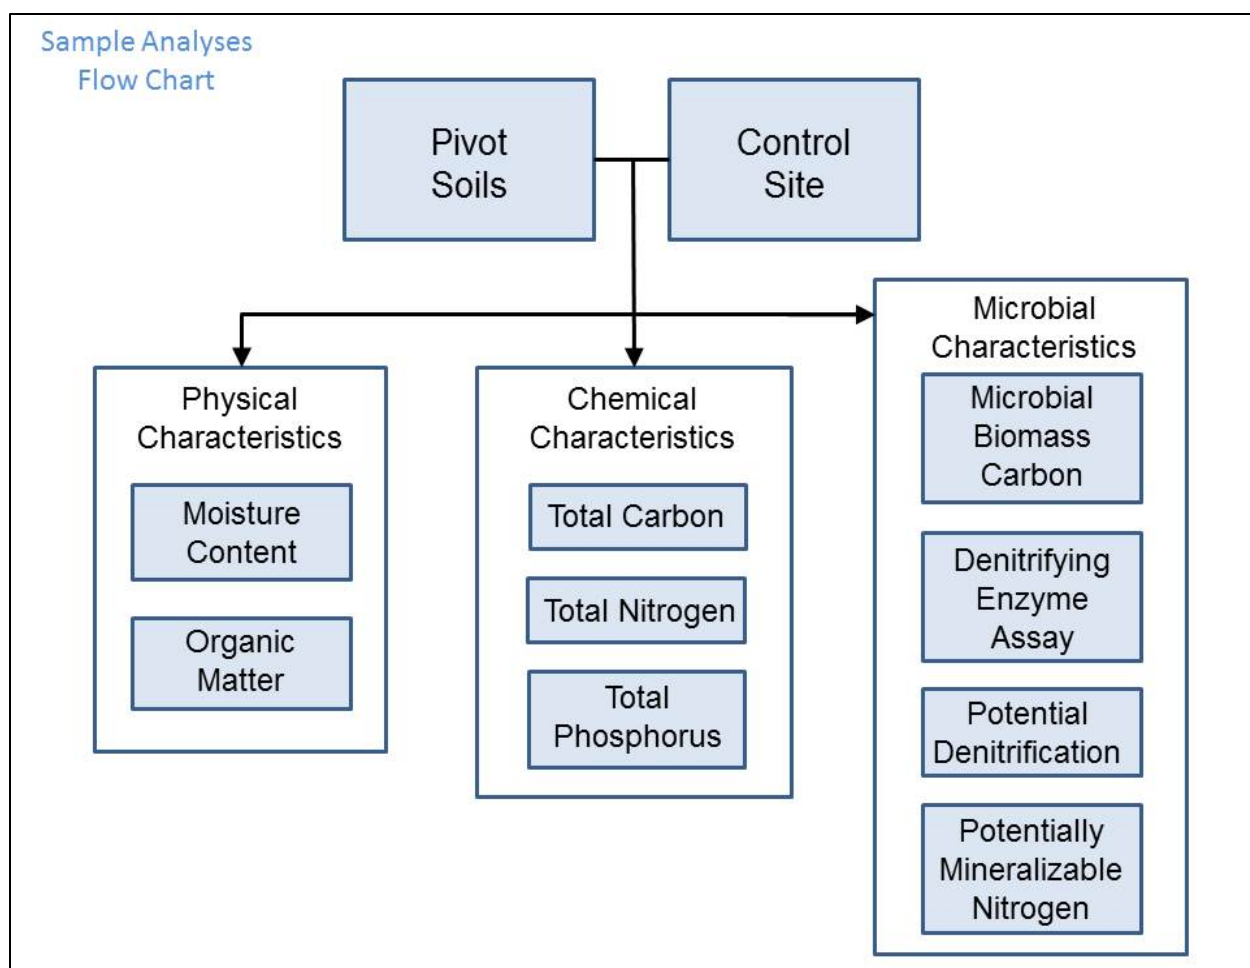 Sample Analyses
Flow Chart
Pivot
Soils
Control
Site
Physical
Characteristics
Moisture
Content
Organic
Matter
Chemical
Characteristics
Total Carbon
Total Nitrogen
Total
Phosphorus
Microbial
Characteristics
Microbial
Biomass
Carbon
Denitrifying
Enzyme
Assay
Potential
Denitrification
Potentially
Mineralizable
Nitrogen